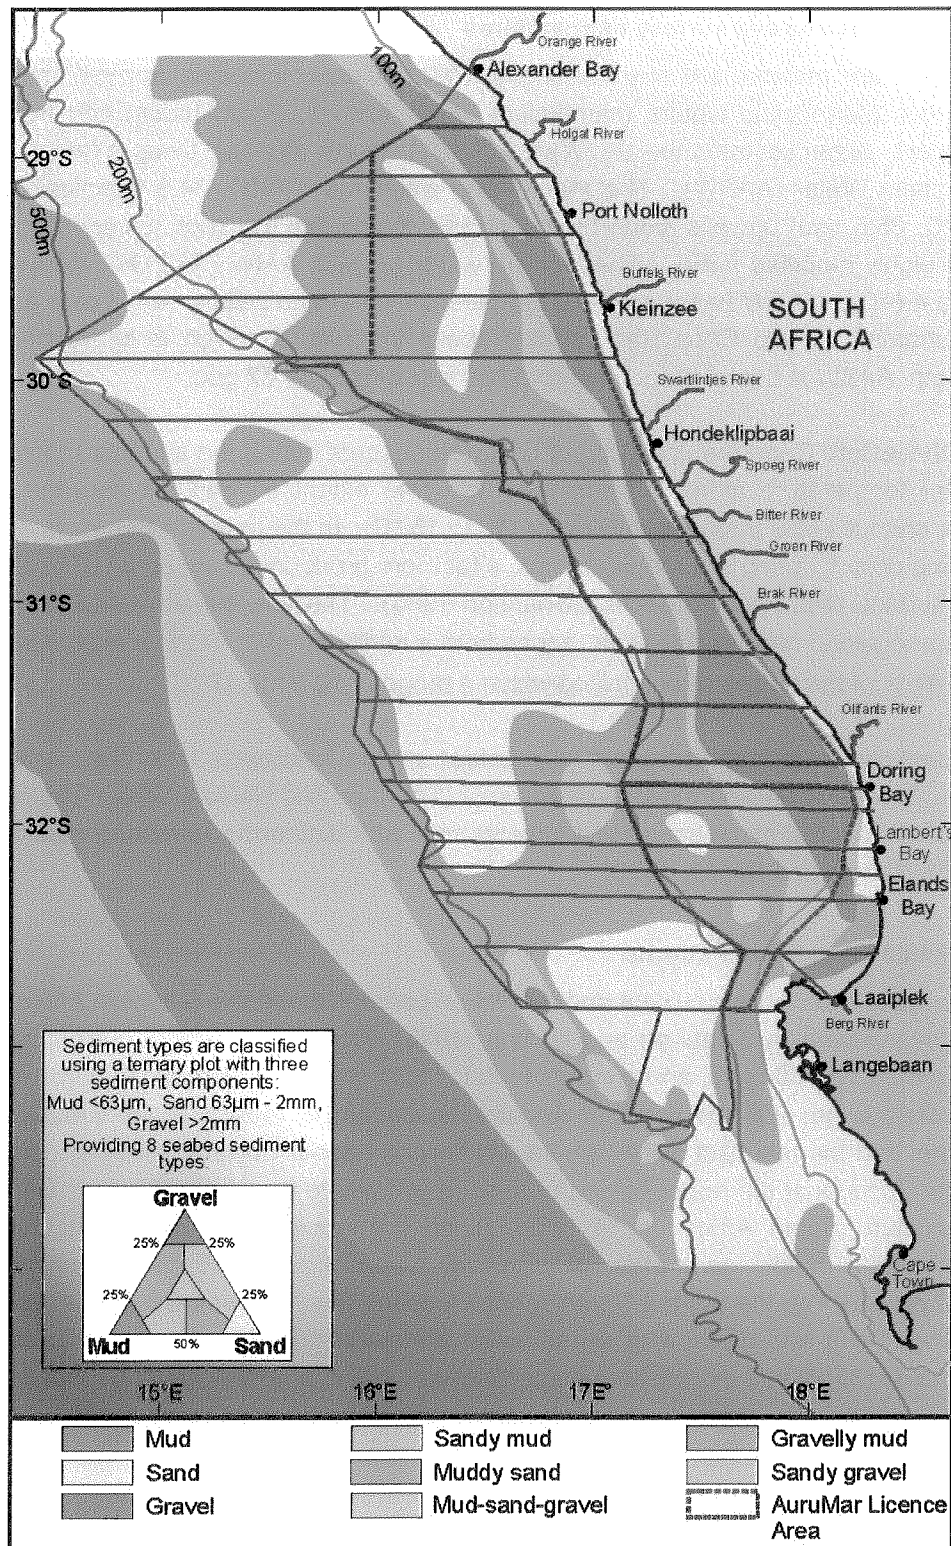 Orange River
Alexander Bay
100m
Holgat River
29°S
200m
500m
Port Nolloth
Buffels River
Kleinzee
SOUTH
AFRICA
30°S
Swartlintjes River
Hondeklipbaai
Spoeg River
Bitter River
Groen River
31°S
Brak River
Olifants River
Doring
Bay
32°S
Lambert's
Bay
Elands
Bay
Laaiplek
Berg River
Langebaan
Sediment types are classified
using a ternary plot with three
sediment components:
Mud <63µm, Sand 63µm - 2mm,
Gravel >2mm
Providing 8 seabed sediment
types:
Gravel
25% 25%
25% 25%
Mud 50% Sand
Cape
Town
15°E 16°E 17°E 18°E
Mud Sandy mud Gravelly mud
Sand Muddy sand Sandy gravel
Gravel Mud-sand-gravel AuruMar Licence
Area